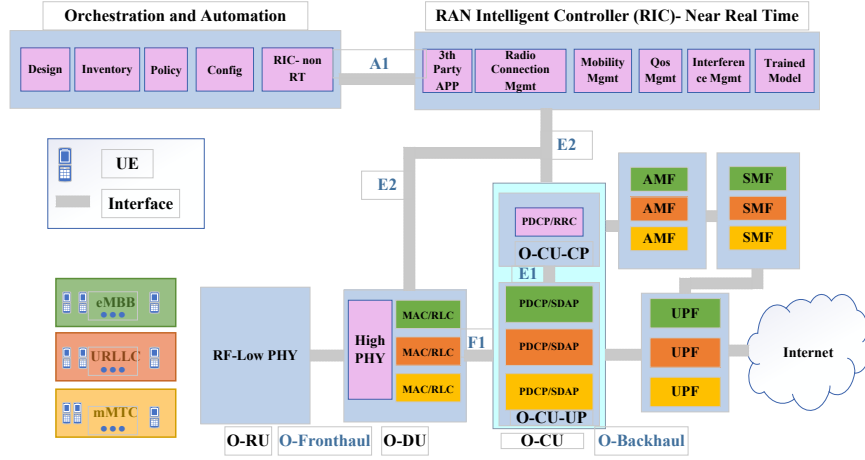 Orchestration and Automation
RAN Intelligent Controller (RIC)- Near Real Time
Design
Inventory
Policy
Config
RIC- non
RT
A1
3th
Party
APP
Radio
Connection
Mgmt
Mobility
Mgmt
Qos
Mgmt
Interferen
ce Mgmt
Trained
Model
UE
Interface
E2
E2
AMF
AMF
AMF
SMF
SMF
SMF
PDCP/RRC
O-CU-CP
E1
eMBB
URLLC
mMTC
RF-Low PHY
High
PHY
MAC/RLC
MAC/RLC
MAC/RLC
F1
PDCP/SDAP
PDCP/SDAP
PDCP/SDAP
O-CU-UP
UPF
UPF
UPF
Internet
O-RU
O-Fronthaul
O-DU
O-CU
O-Backhaul